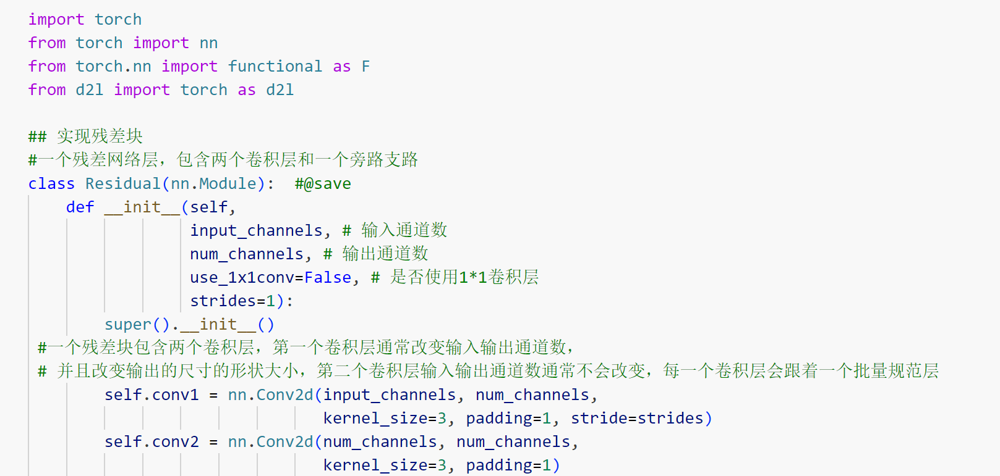 import torch
from torch import nn
from torch.nn import functional as F
from d2l import torch as d2l
## 实现残差块
#一个残差网络层，包含两个卷积层和一个旁路支路
class Residual(nn.Module):  #@save
    def __init__(self,
                 input_channels, # 输入通道数
                 num_channels, # 输出通道数
                 use_1x1conv=False, # 是否使用1*1卷积层
                 strides=1):
        super().__init__()
 #一个残差块包含两个卷积层，第一个卷积层通常改变输入输出通道数，
 # 并且改变输出的尺寸的形状大小，第二个卷积层输入输出通道数通常不会改变，每一个卷积层会跟着一个批量规范层
        self.conv1 = nn.Conv2d(input_channels, num_channels,
                               kernel_size=3, padding=1, stride=strides)
        self.conv2 = nn.Conv2d(num_channels, num_channels,
                               kernel_size=3, padding=1)